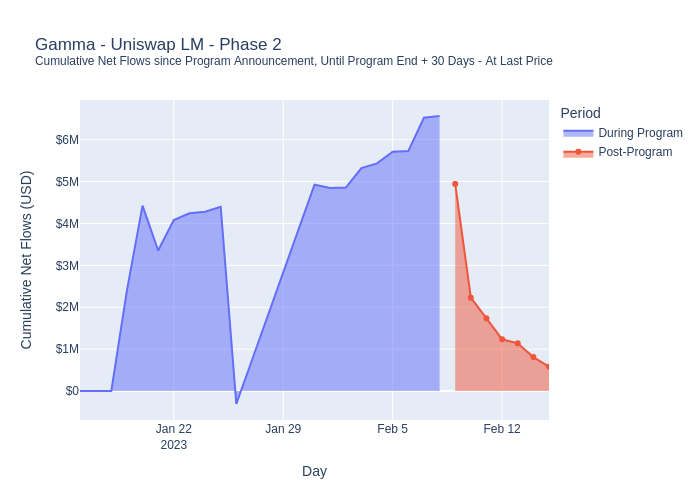 Gamma - Uniswap LM - Phase 2
Cumulative Net Flows since Program Announcement, Until Program End + 30 Days - At Last Price
Period
During Program
Post-Program
Cumulative Net Flows (USD)
$6M
$5M
$4M
$3M
$2M
$1M
$0
Jan 22
2023
Jan 29
Feb 5
Feb 12
Day